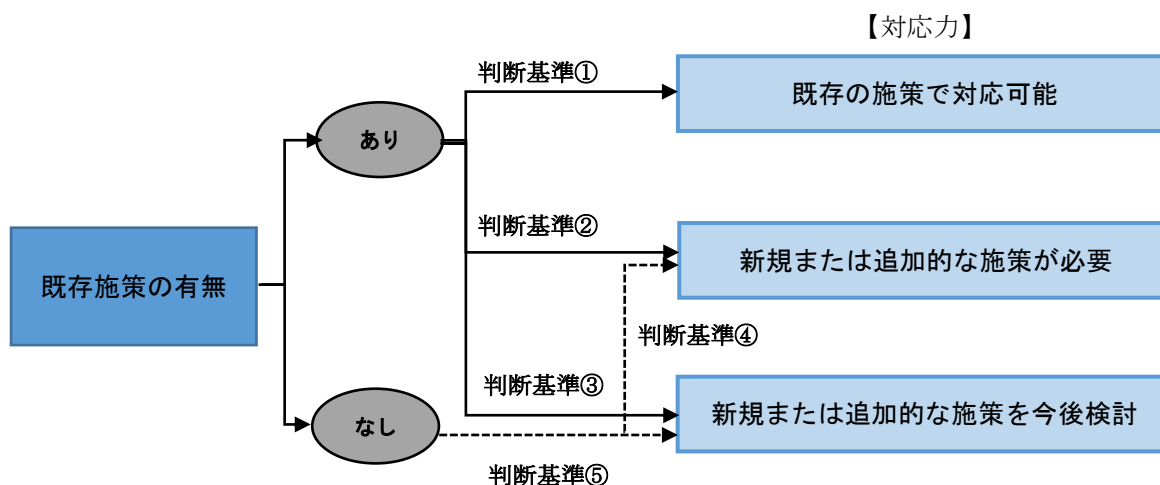 【対応力】
判断基準①
既存の施策で対応可能
あり
判断基準②
新規または追加的な施策が必要
既存施策の有無
判断基準④
判断基準③
新規または追加的な施策を今後検討
なし
判断基準⑤